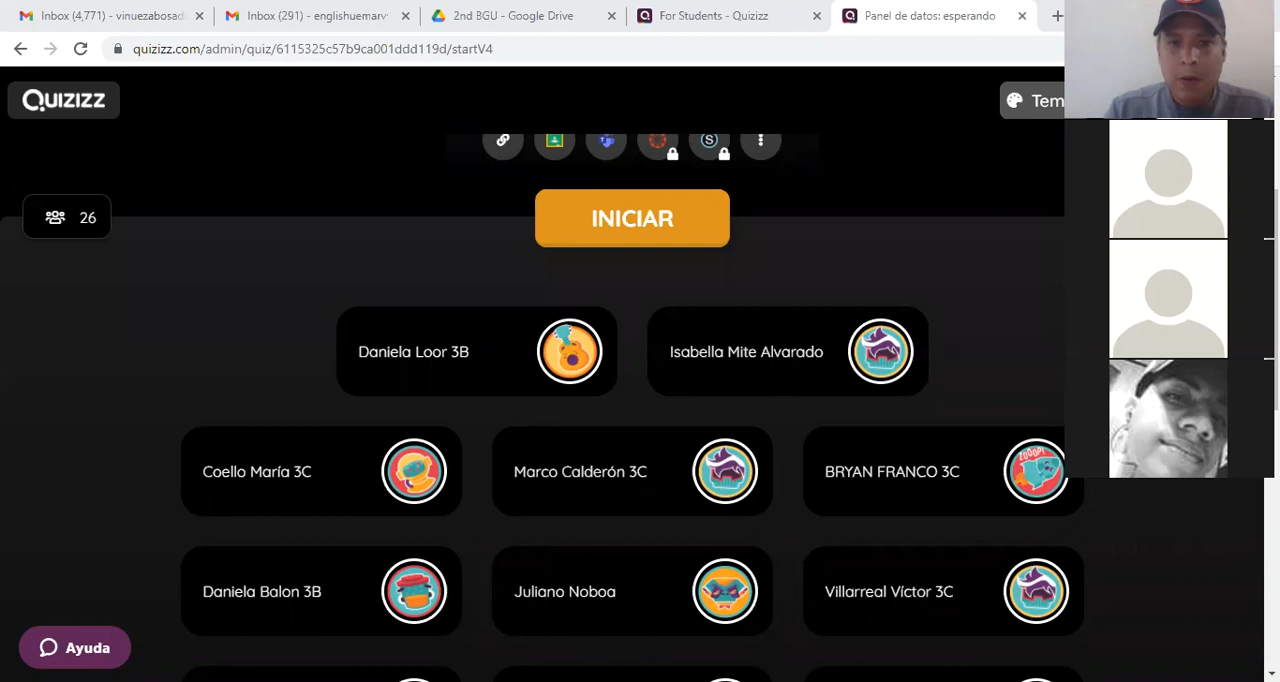 Inbox (4,771) - vinuezabosad
Inbox (291) - englishuemarv
2nd BGU - Google Drive
For Students - Quizizz
Panel de datos: esperando
quizizz.com/admin/quiz/6115325c57b9ca001ddd119d/startV4
QUIZIZZ
Tem
26
INICIAR
Daniela Loor 3B
Isabella Mite Alvarado
Coello María 3C
Marco Calderón 3C
BRYAN FRANCO 3C
ZOOOP!
Daniela Balon 3B
Juliano Noboa
Villarreal Víctor 3C
Ayuda